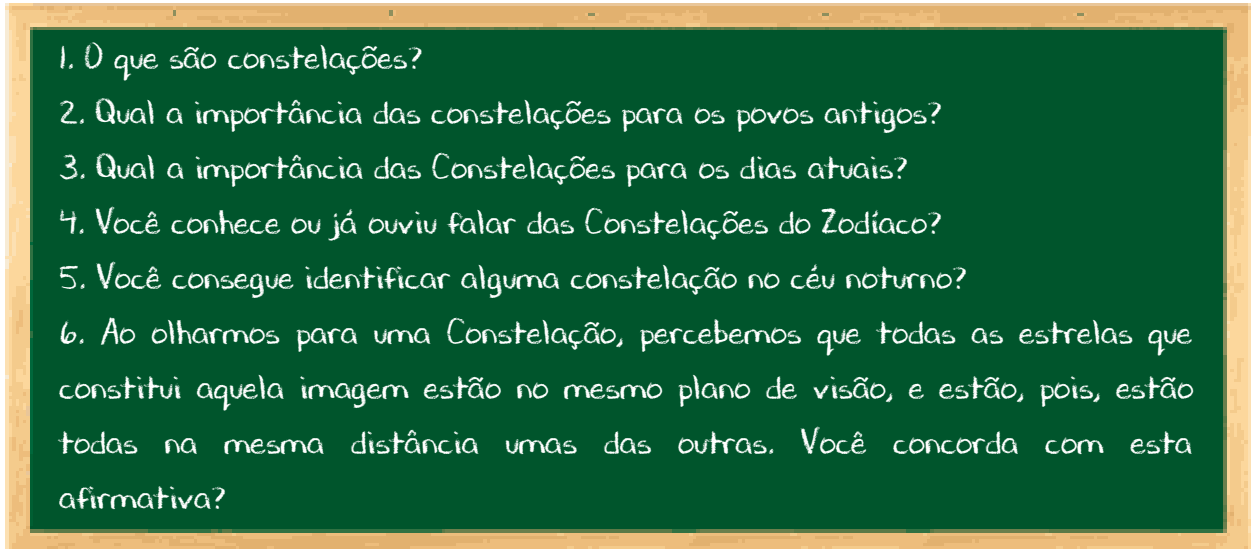 1. O que são constelações?
2. Qual a importância das constelações para os povos antigos?
3. Qual a importância das Constelações para os dias atuais?
4. Você conhece ou já ouviu falar das Constelações do Zodíaco?
5. Você consegue identificar alguma constelação no céu noturno?
6. Ao olharmos para uma Constelação, percebemos que todas as estrelas que
constitui aquela imagem estão no mesmo plano de visão, e estão, pois, estão
todas na mesma distância umas das outras. Você concorda com esta
afirmativa?